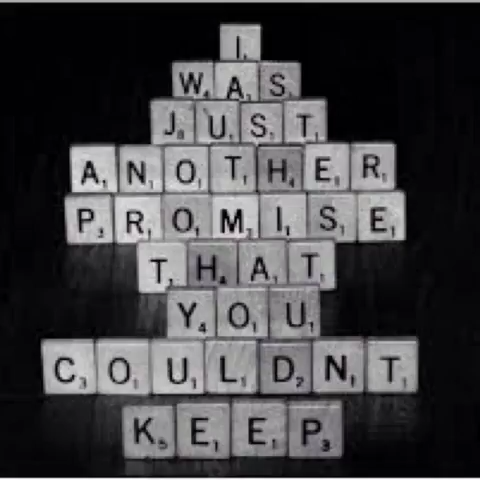 I
WAS
JUST
ANOTHER
PROMISE
THAT
YOU
COULDNT
KEEP